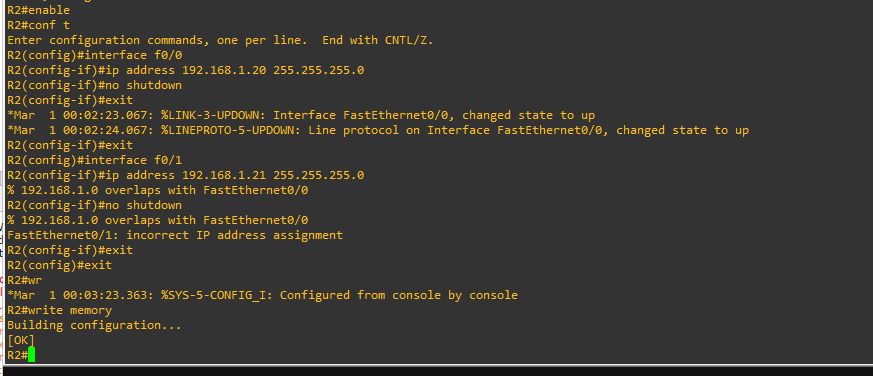 R2#enable
R2#conf t
Enter configuration commands, one per line.  End with CNTL/Z.
R2(config)#interface f0/0
R2(config-if)#ip address 192.168.1.20 255.255.255.0
R2(config-if)#no shutdown
R2(config-if)#exit
*Mar  1 00:02:23.067: %LINK-3-UPDOWN: Interface FastEthernet0/0, changed state to up
*Mar  1 00:02:24.067: %LINEPROTO-5-UPDOWN: Line protocol on Interface FastEthernet0/0, changed state to up
R2(config-if)#exit
R2(config)#interface f0/1
R2(config-if)#ip address 192.168.1.21 255.255.255.0
% 192.168.1.0 overlaps with FastEthernet0/0
R2(config-if)#no shutdown
% 192.168.1.0 overlaps with FastEthernet0/0
FastEthernet0/1: incorrect IP address assignment
R2(config-if)#exit
R2(config)#exit
R2#wr
*Mar  1 00:03:23.363: %SYS-5-CONFIG_I: Configured from console by console
R2#write memory
Building configuration...
[OK]
R2#